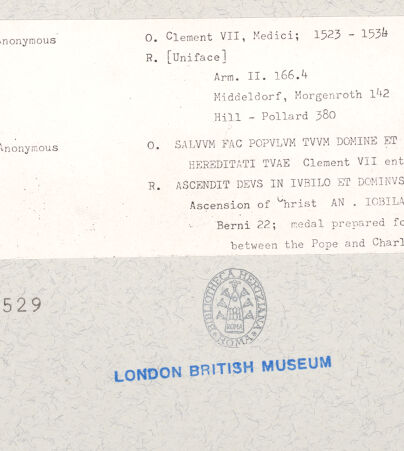 Anonymous O. Clement VII, Medici; 1523 - 1534
R. [Uniface]
Arm. II. 166.4
Middeldorf, Morgenroth 142
Hill - Pollard 380
Anonymous O. SALVVM FAC POPVLVM TVVM DOMINE ET
HEREDITATI TVAE Clement VII ent
R. ASCENDIT DEVS IN IVBILO ET DOMINVS
Ascension of Christ AN . IOBILA
Berni 22; medal prepared fo
between the Pope and Charl
529
BIBLIOTHECA HERTZIANA
ROMA
ROMA
LONDON BRITISH MUSEUM